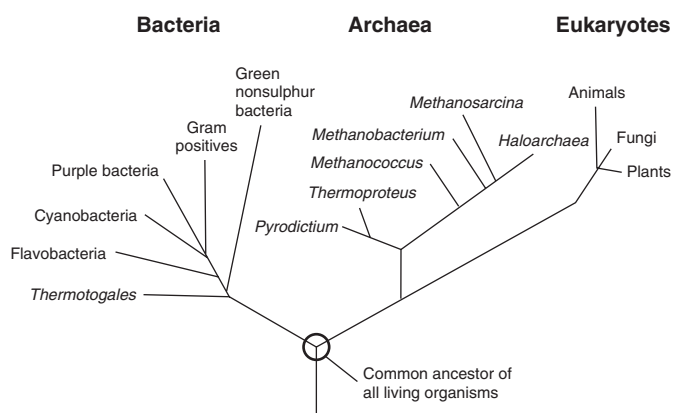 Bacteria
Archaea
Eukaryotes
Green
nonsulphur
bacteria
Gram
positives
Purple bacteria
Cyanobacteria
Flavobacteria
Thermotogales
Methanosarcina
Methanobacterium
Haloarchaea
Methanococcus
Thermoproteus
Pyrodictium
Animals
Fungi
Plants
Common ancestor of
all living organisms